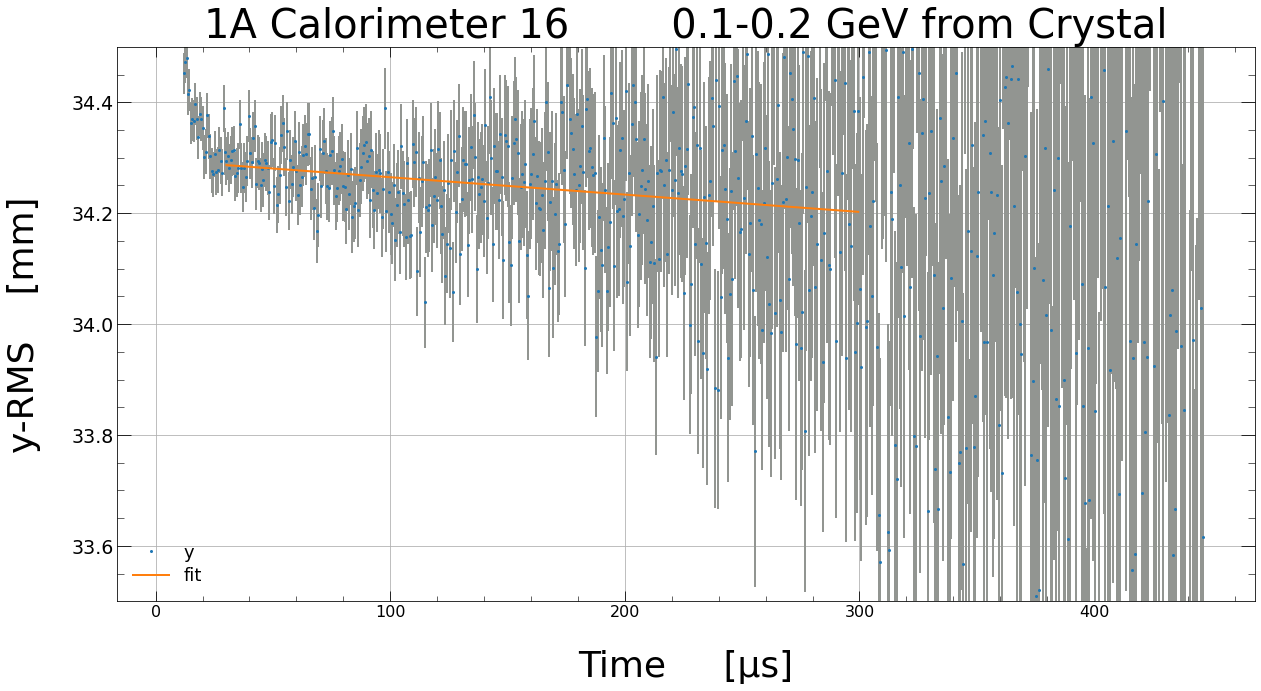 1A Calorimeter 16 0.1-0.2 GeV from Crystal
y-RMS [mm]
34.4
34.2
34.0
33.8
33.6
y
fit
0 100 200 300 400
Time [μs]